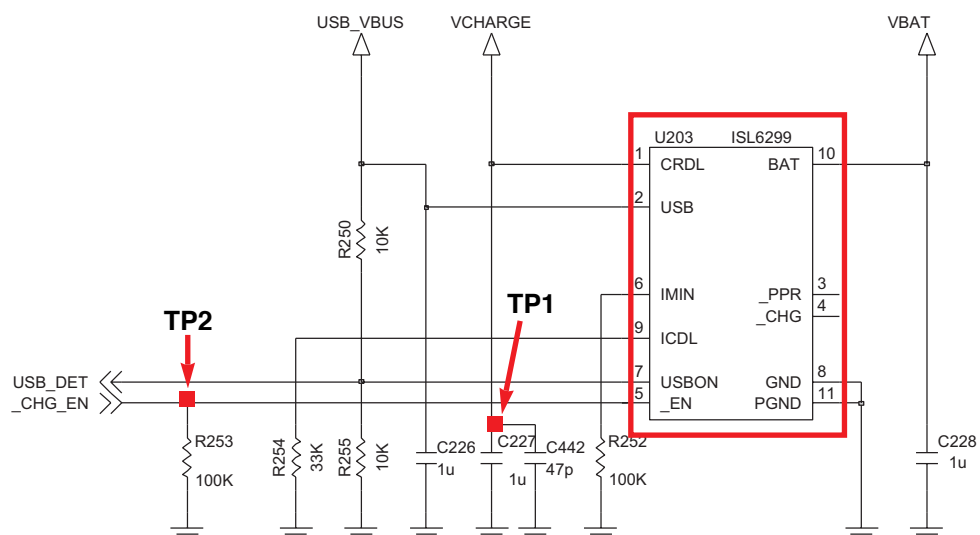 USB_VBUS
VCHARGE
VBAT
U203 ISL6299
1 CRDL BAT 10
2 USB
R250 10K
6 IMIN _PPR 3
_CHG 4
TP2
TP1
9 ICDL
USB_DET 7 USBON GND 8
_CHG_EN 5 _EN PGND 11
R253
100K
R254
33K
R255
10K
C226
1u
C227
1u
C442
47p
R252
100K
C228
1u